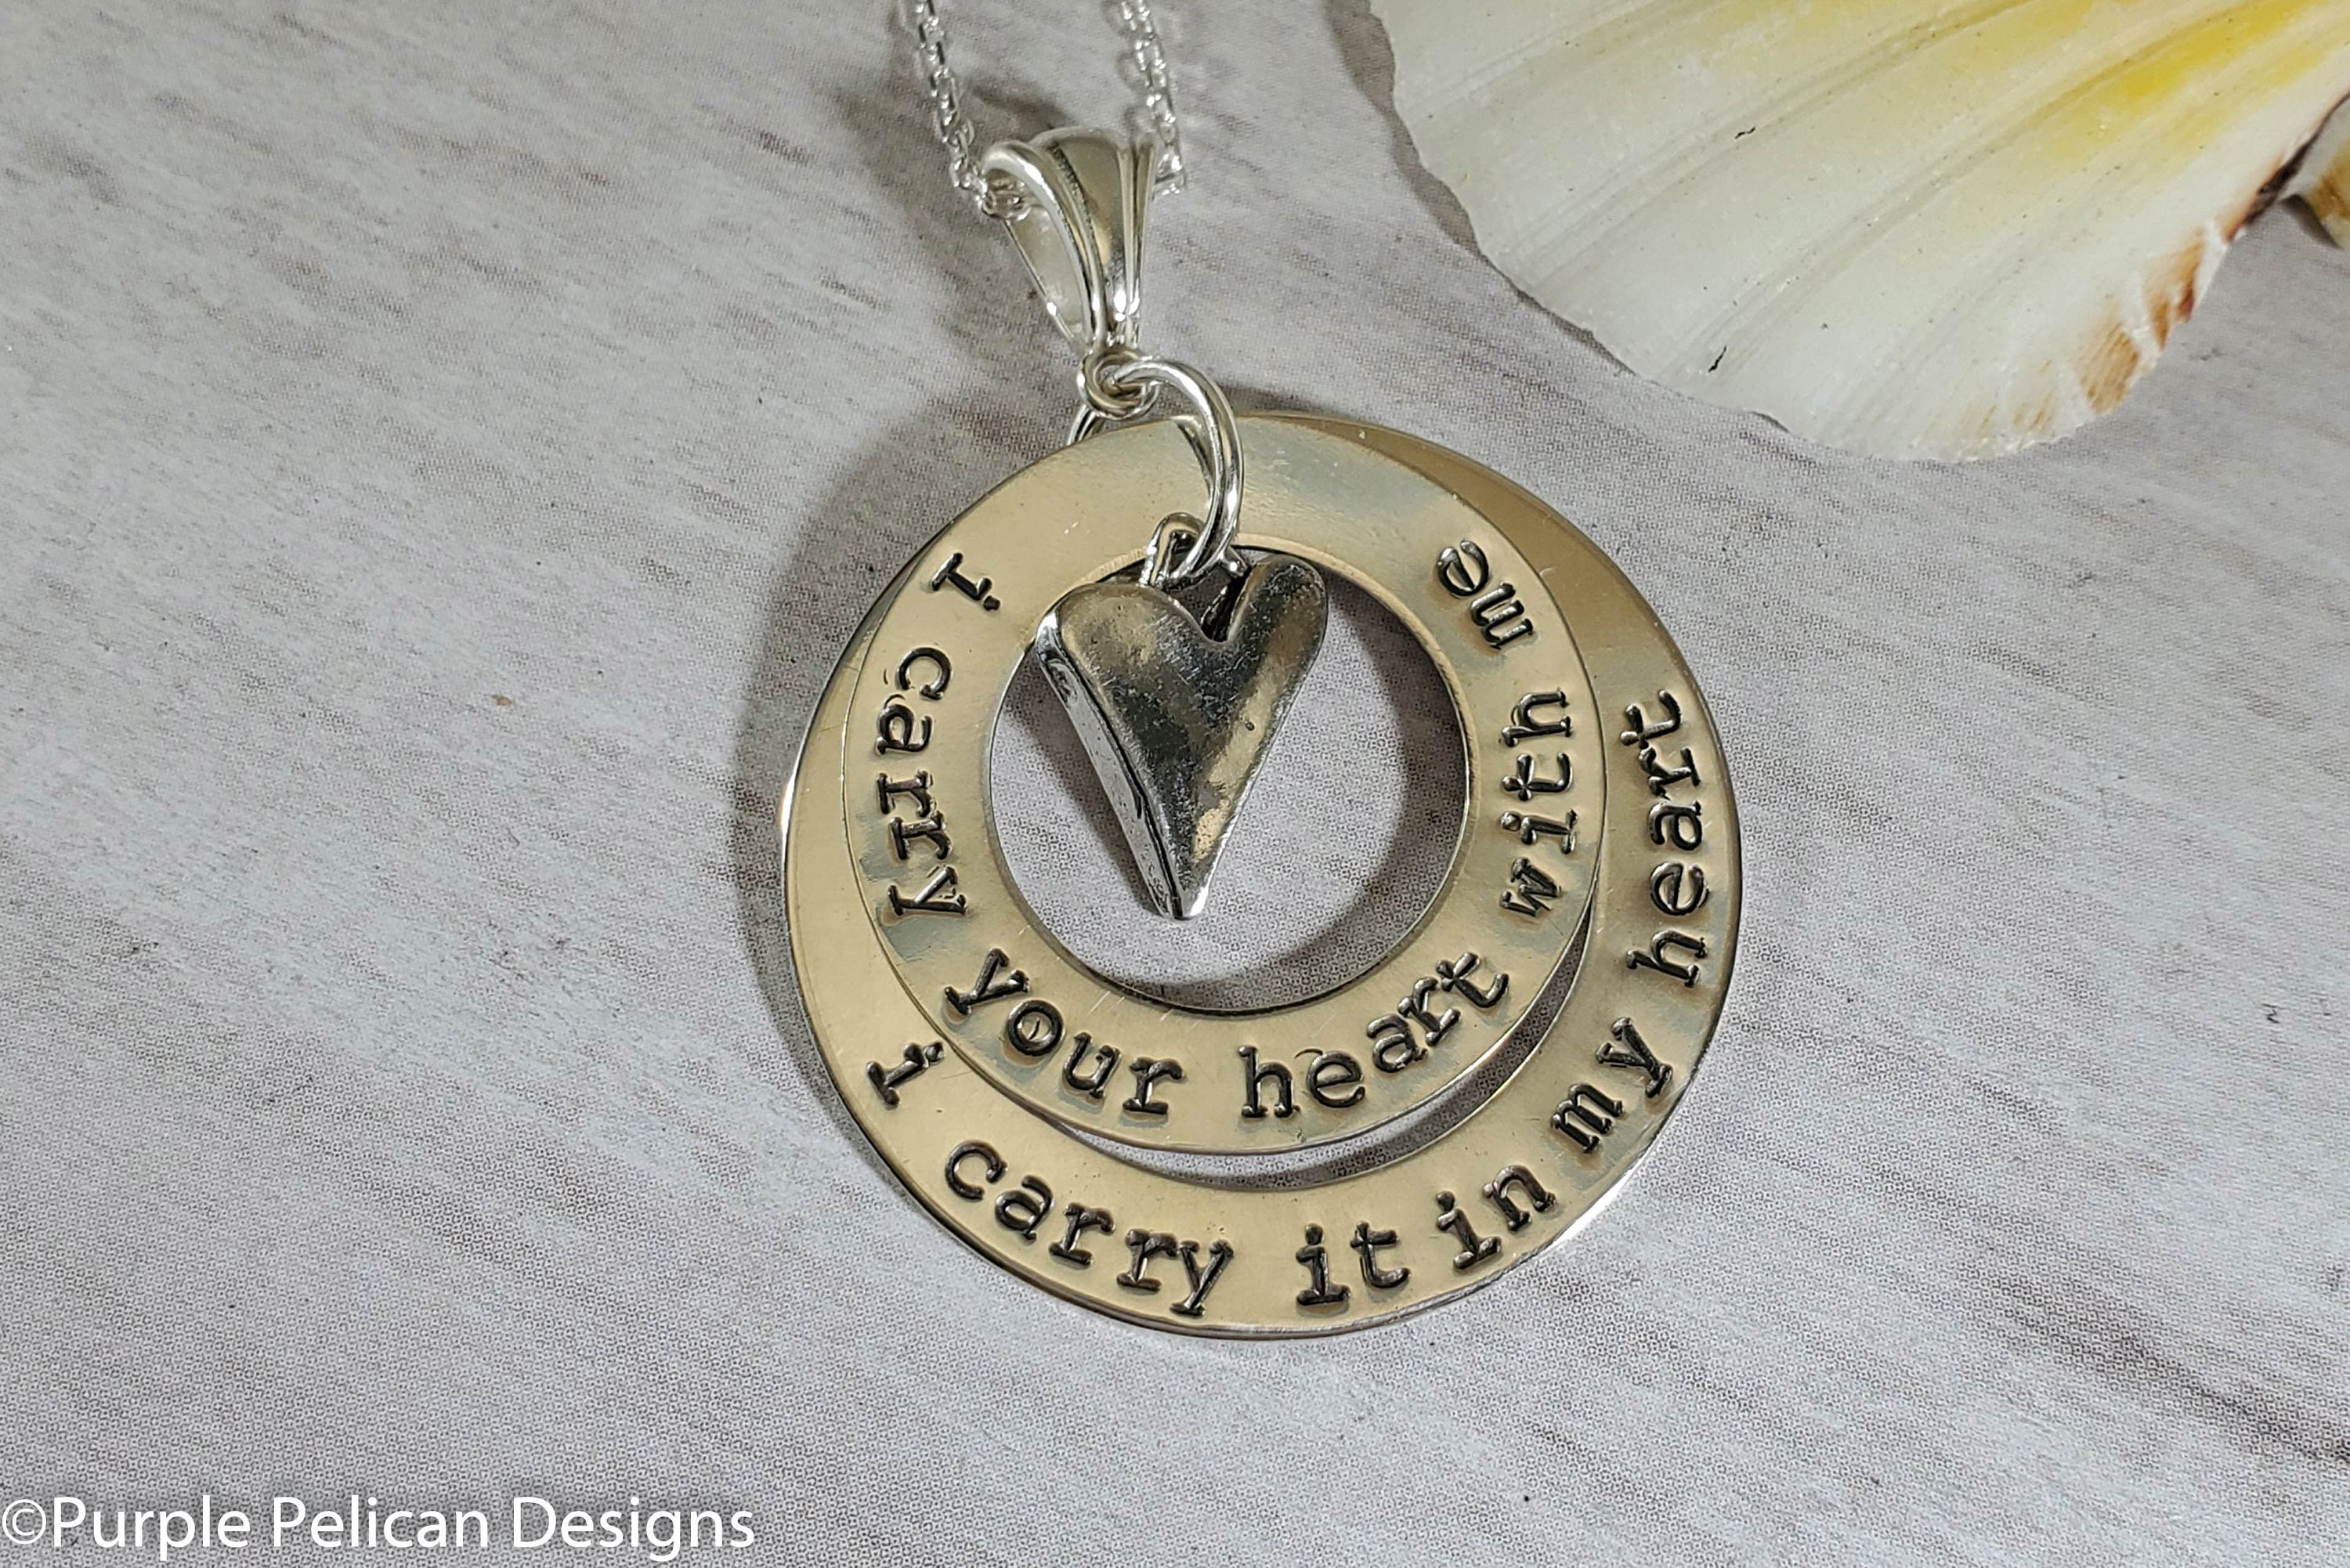 i carry your heart with me
i carry it in my heart
©Purple Pelican Designs